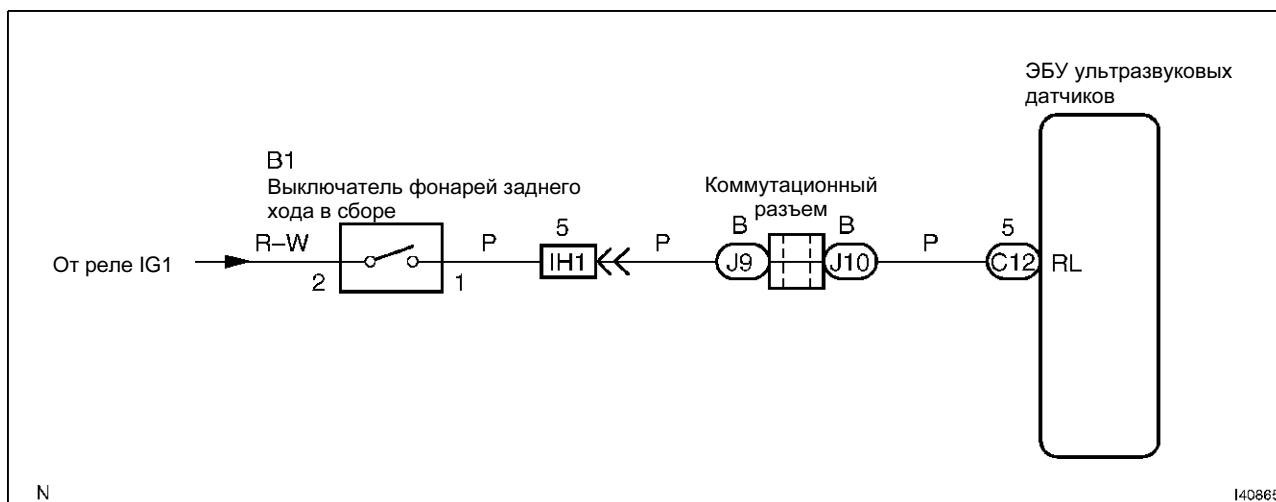 ЭБУ ультразвуковых
датчиков
B1
Выключатель фонарей заднего
хода в сборе
Коммутационный
разъем
R–W
P
5
P
B
B
P
5
От реле IG1
2
1
IH1
J9
J10
C12
RL
N
I40865